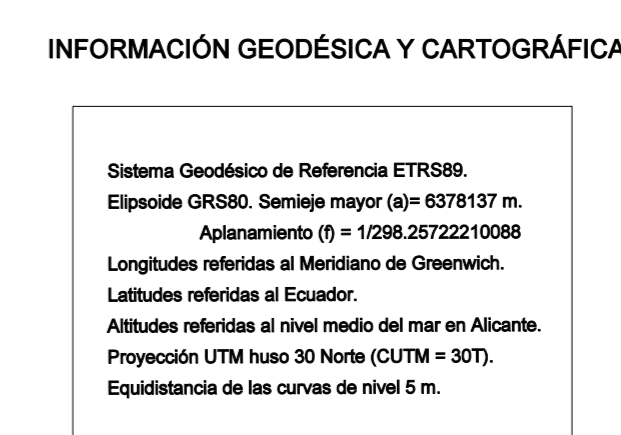 INFORMACIÓN GEODÉSICA Y CARTOGRÁFICA
Sistema Geodésico de Referencia ETRS89.
Elipsoide GRS80. Semieje mayor (a)= 6378137 m.
Aplanamiento (f) = 1/298.25722210088
Longitudes referidas al Meridiano de Greenwich.
Latitudes referidas al Ecuador.
Altitudes referidas al nivel medio del mar en Alicante.
Proyección UTM huso 30 Norte (CUTM = 30T).
Equidistancia de las curvas de nivel 5 m.